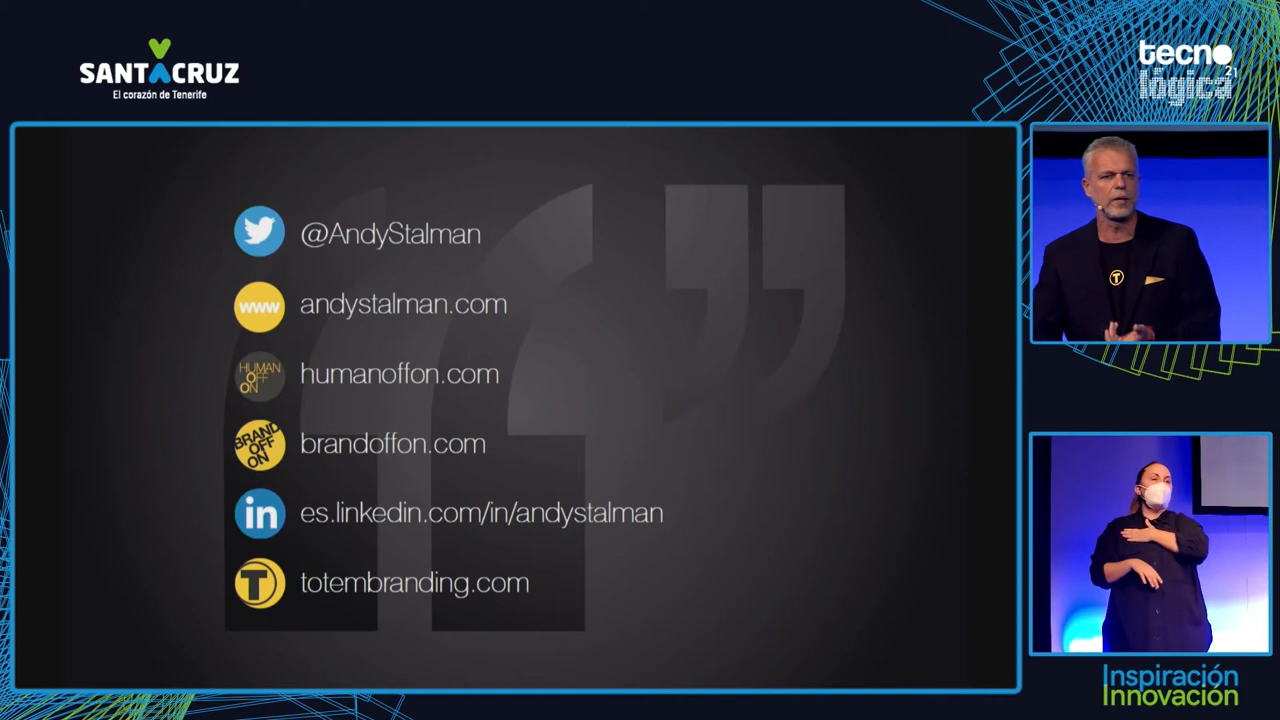 SANTACRUZ
El corazón de Tenerife
tecno
lógica
21
@AndyStalman
www
andystalman.com
HUMAN
OFF
ON
humanoffon.com
BRAND
OFF
ON
brandoffon.com
in
es.linkedin.com/in/andystalman
T
totembranding.com
T
Inspiración
Innovación